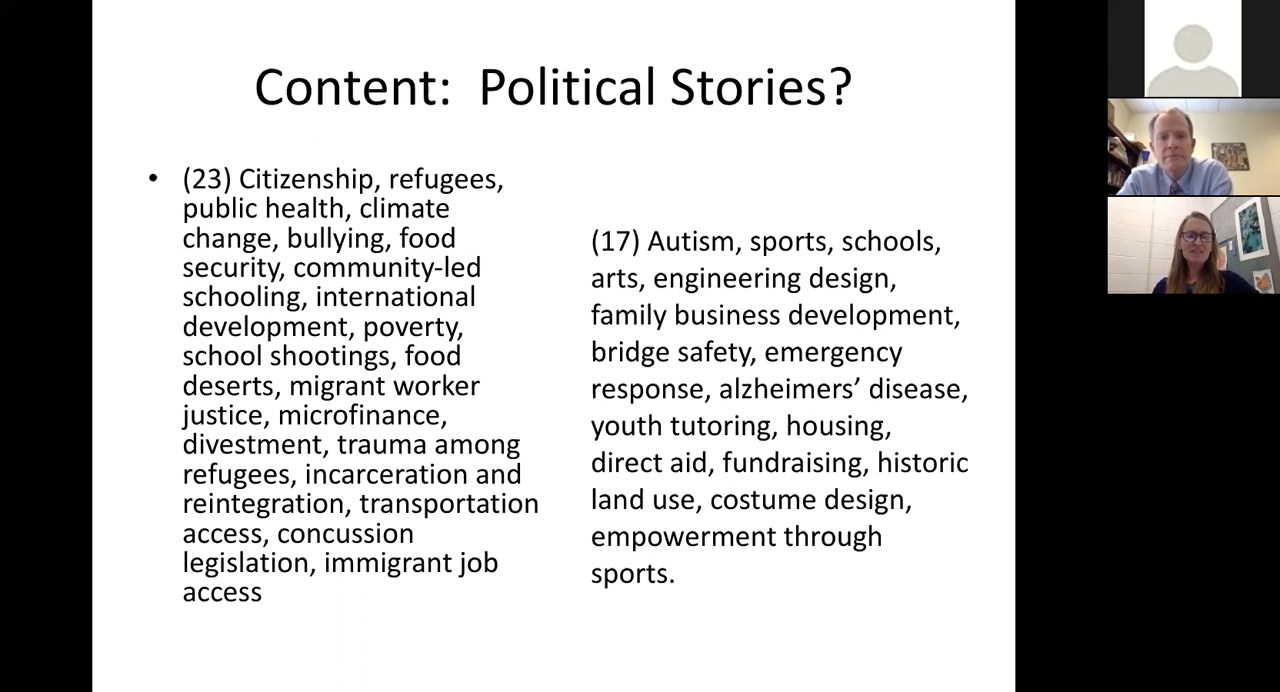 Content:  Political Stories?
• (23) Citizenship, refugees,
public health, climate
change, bullying, food
security, community-led
schooling, international
development, poverty,
school shootings, food
deserts, migrant worker
justice, microfinance,
divestment, trauma among
refugees, incarceration and
reintegration, transportation
access, concussion
legislation, immigrant job
access
(17) Autism, sports, schools,
arts, engineering design,
family business development,
bridge safety, emergency
response, alzheimers’ disease,
youth tutoring, housing,
direct aid, fundraising, historic
land use, costume design,
empowerment through
sports.